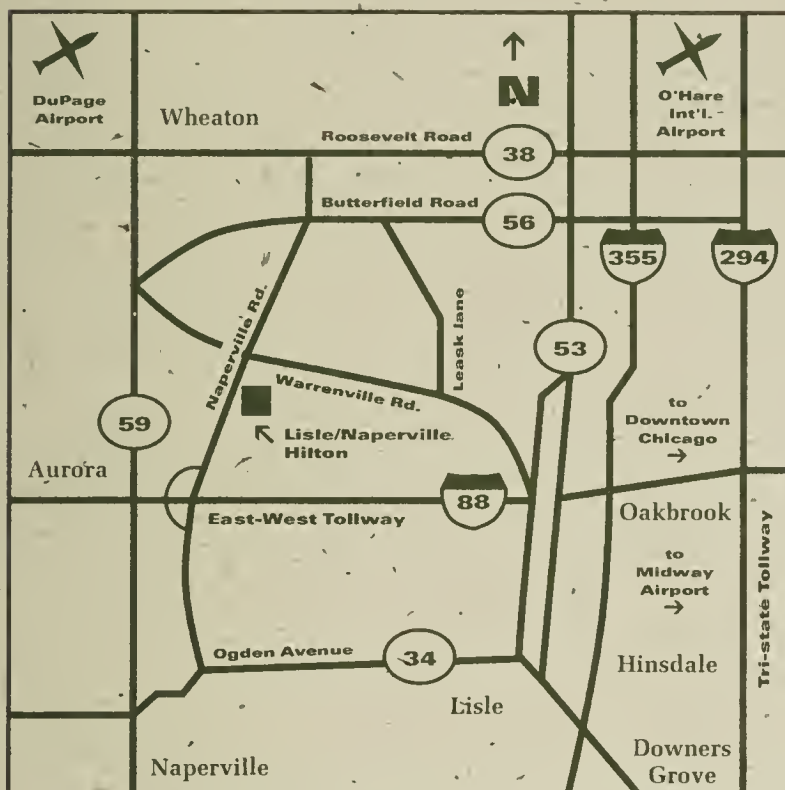 DuPage
Airport
Wheaton
N
O'Hare
Int'l.
Airport
Roosevelt Road
38
Butterfield Road
56
355
294
Naperville Rd.
Leask lane
53
Warrenville Rd.
59
Lisle/Naperville
Hilton
to
Downtown
Chicago
Aurora
88
East-West Tollway
Oakbrook
to
Midway
Airport
Tri-state Tollway
Ogden Avenue
34
Hinsdale
Lisle
Naperville
Downers
Grove